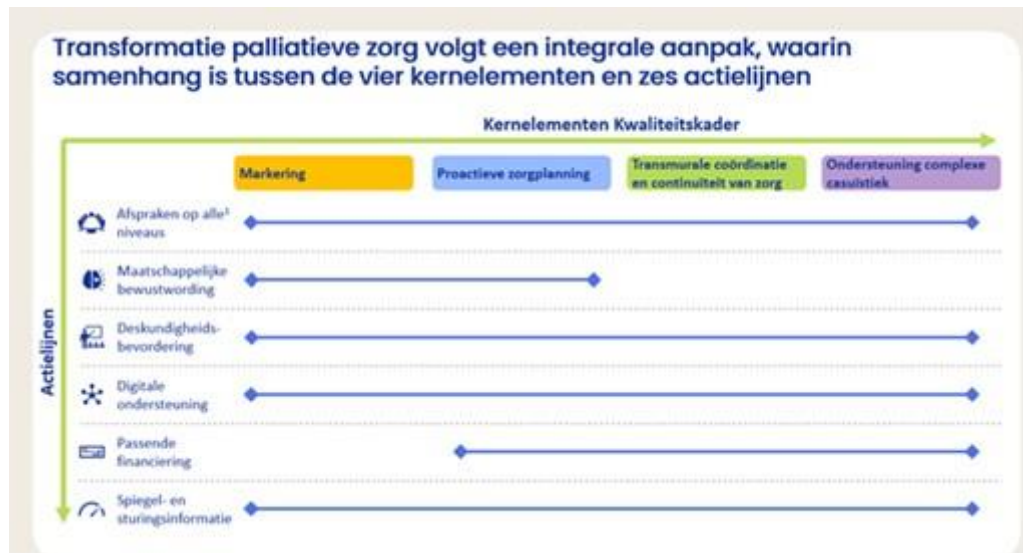 Transformatie palliatieve zorg volgt een integrale aanpak, waarin
samenhang is tussen de vier kernelementen en zes actielijnen
Kernelementen Kwaliteitskader
Markering
Proactieve zorgplanning
Transmurale coördinatie
en continuïteit van zorg
Ondersteuning complexe
casuïstiek
Actielijnen
Afspraken op alle¹
niveaus
Maatschappelijke
bewustwording
Deskundigheids-
bevordering
Digitale
ondersteuning
Passende
financiering
Spiegel- en
sturingsinformatie